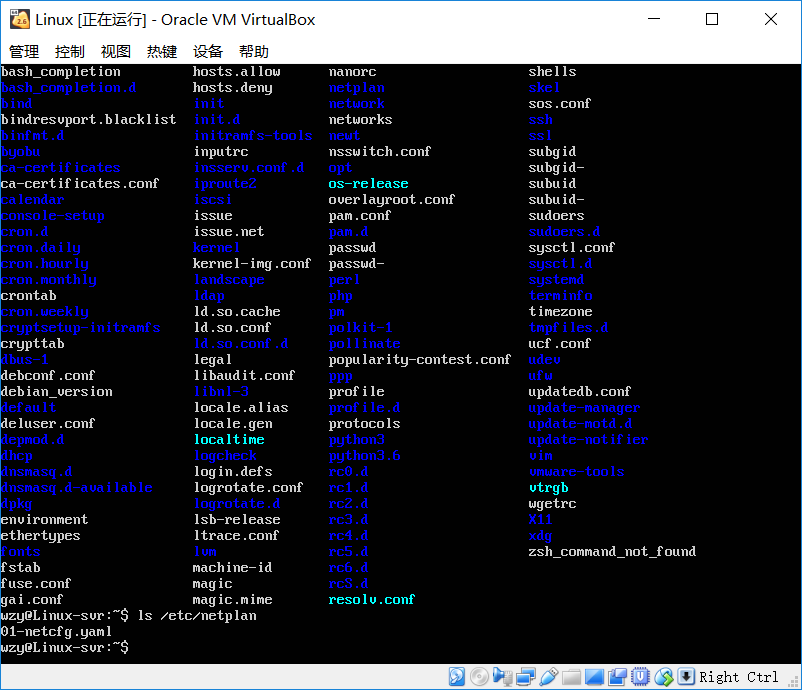 Linux [正在运行] - Oracle VM VirtualBox
管理 控制 视图 热键 设备 帮助
bash_completion hosts.allow nanorc shells
bash_completion.d hosts.deny netplan skel
bind init network sos.conf
bindresvport.blacklist init.d networks ssh
binfmt.d initramfs-tools newt ssl
byobu inputrc nsswitch.conf subgid
ca-certificates insserv.conf.d opt subgid-
ca-certificates.conf iproute2 os-release subuid
calendar iscsi overlayroot.conf subuid-
console-setup issue pam.conf sudoers
cron.d issue.net pam.d sudoers.d
cron.daily kernel passwd sysctl.conf
cron.hourly kernel-img.conf passwd- sysctl.d
cron.monthly landscape perl systemd
crontab ldap php terminfo
cron.weekly ld.so.cache pm timezone
cryptsetup-initramfs ld.so.conf polkit-1 tmpfiles.d
crypttab ld.so.conf.d pollinate ucf.conf
dbus-1 legal popularity-contest.conf udev
debconf.conf libaudit.conf ppp ufw
debian_version libnl-3 profile updatedb.conf
default locale.alias profile.d update-manager
deluser.conf locale.gen protocols update-motd.d
depmod.d localtime python3 update-notifier
dhcp logcheck python3.6 vim
dnsmasq.d login.defs rc0.d vmware-tools
dnsmasq.d-available logrotate.conf rc1.d vtrgb
dpkg logrotate.d rc2.d wgetrc
environment lsb-release rc3.d X11
ethertypes ltrace.conf rc4.d xdg
fonts lvm rc5.d zsh_command_not_found
fstab machine-id rc6.d
fuse.conf magic rcS.d
gai.conf magic.mime resolv.conf
wzy@Linux-svr:~$ ls /etc/netplan
01-netcfg.yaml
wzy@Linux-svr:~$
Right Ctrl